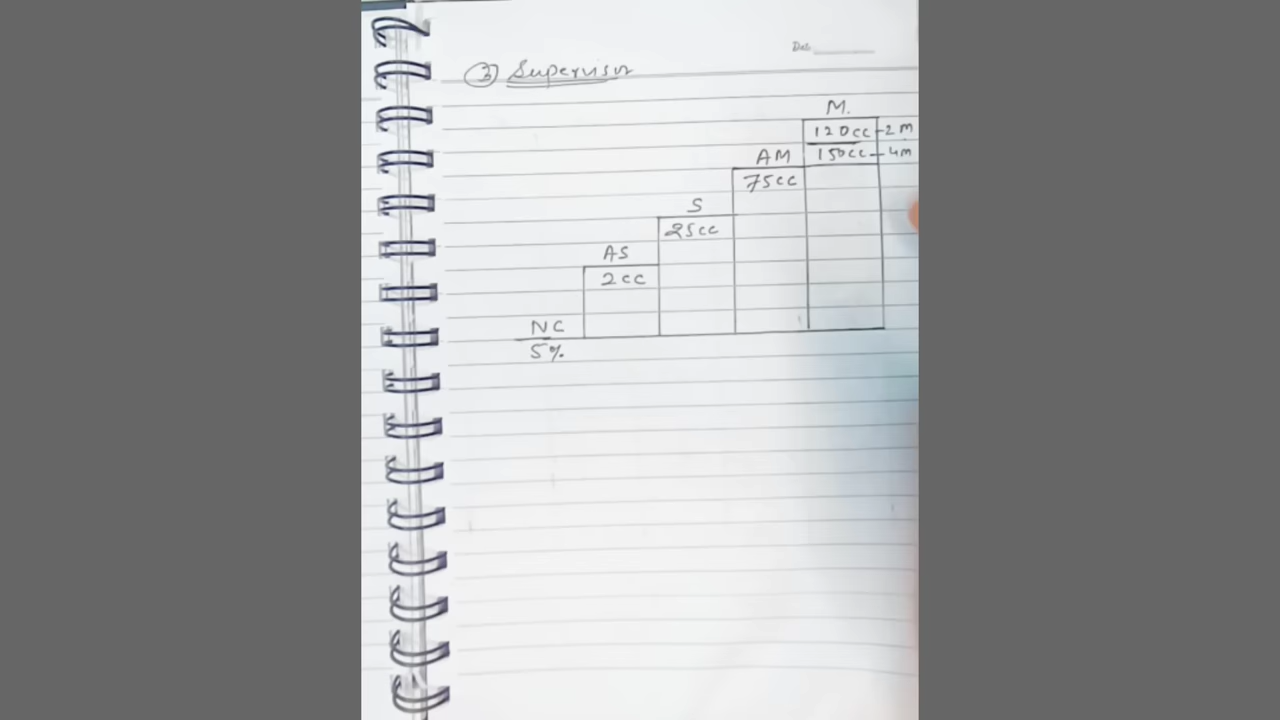 Date
③ Supervisor
M.
120cc - 2M
AM 150cc - 4M
75cc
S
25cc
AS
2cc
NC
5%